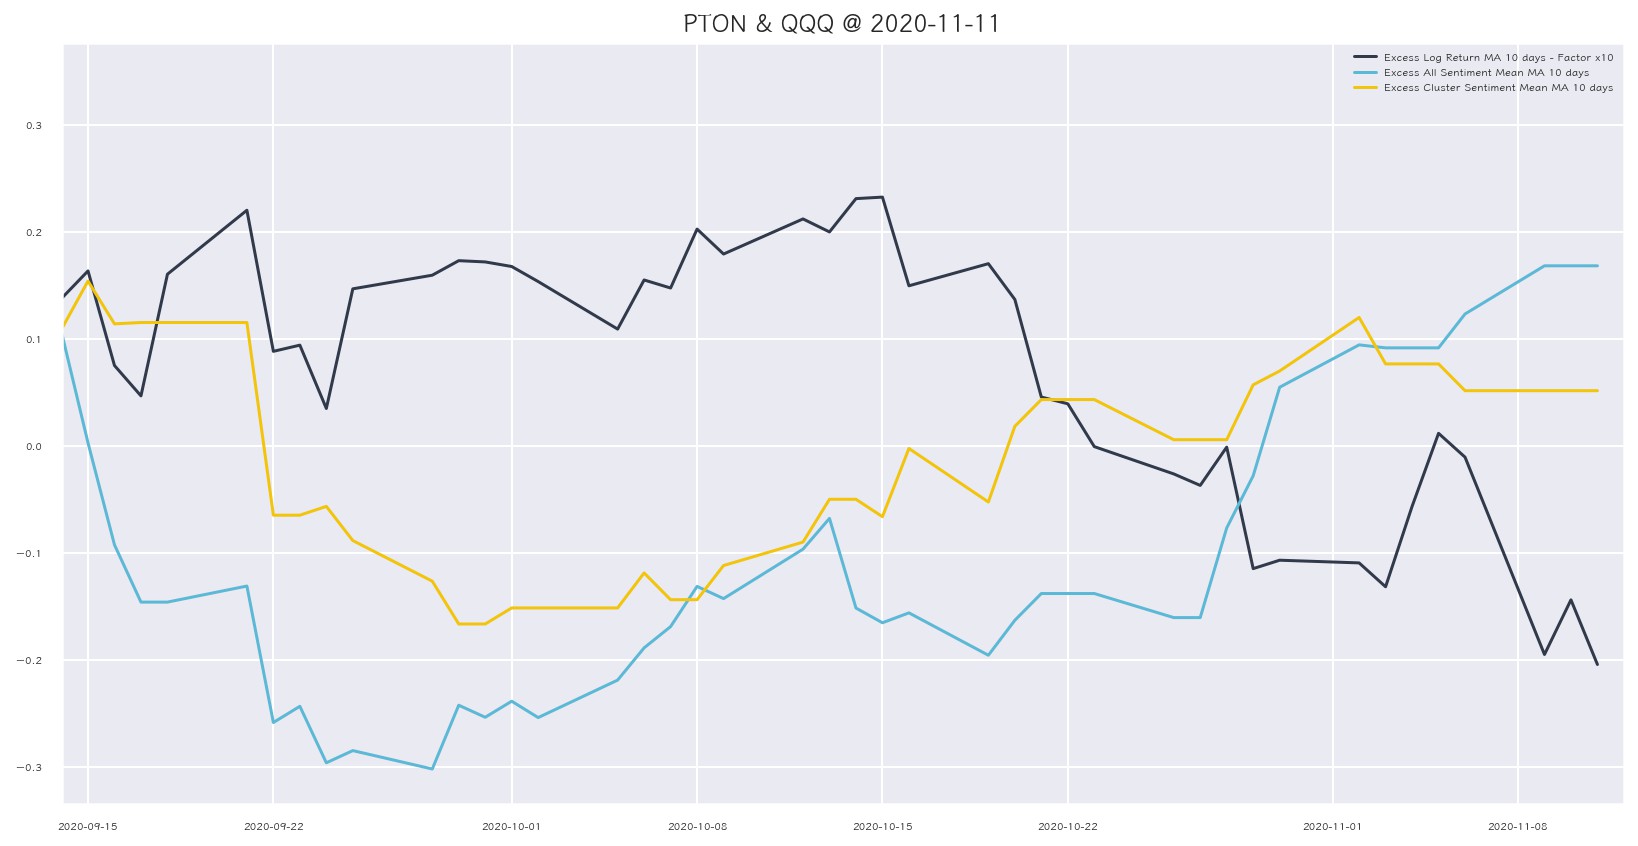 PTON & QQQ @ 2020-11-11
Excess Log Return MA 10 days - Factor x10
Excess All Sentiment Mean MA 10 days
Excess Cluster Sentiment Mean MA 10 days
0.3
0.2
0.1
0.0
−0.1
−0.2
−0.3
2020-09-15 2020-09-22 2020-10-01 2020-10-08 2020-10-15 2020-10-22 2020-11-01 2020-11-08